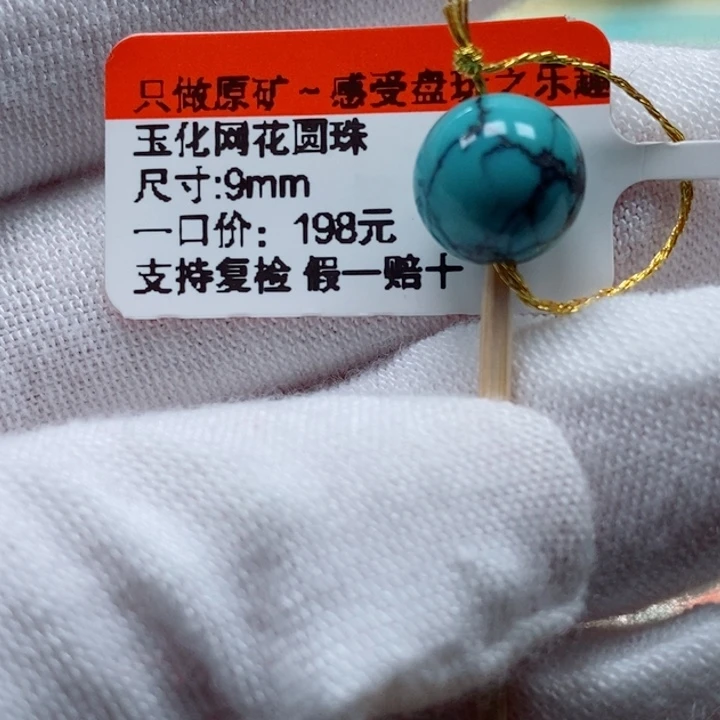 只做原矿~感受盘玩之乐趣
玉化网花圆珠
尺寸:9mm
一口价：198元
支持复检 假一赔十